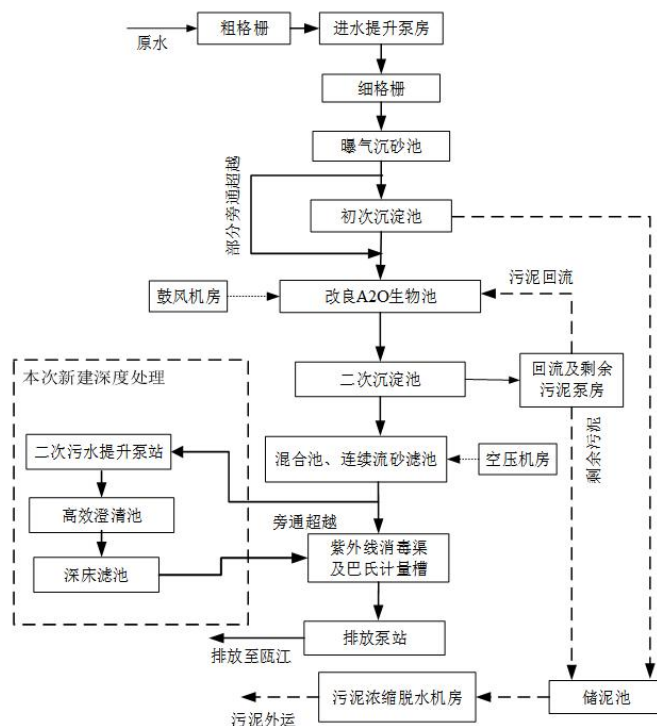 粗格栅
进水提升泵房
原水
细格栅
曝气沉砂池
部分旁通超越
初次沉淀池
污泥回流
鼓风机房
改良A2O生物池
本次新建深度处理
二次沉淀池
回流及剩余
污泥泵房
二次污水提升泵站
混合池、连续流砂滤池
空压机房
剩余污泥
高效澄清池
旁通超越
深床滤池
紫外线消毒渠
及巴氏计量槽
排放泵站
排放至瓯江
污泥浓缩脱水机房
储泥池
污泥外运